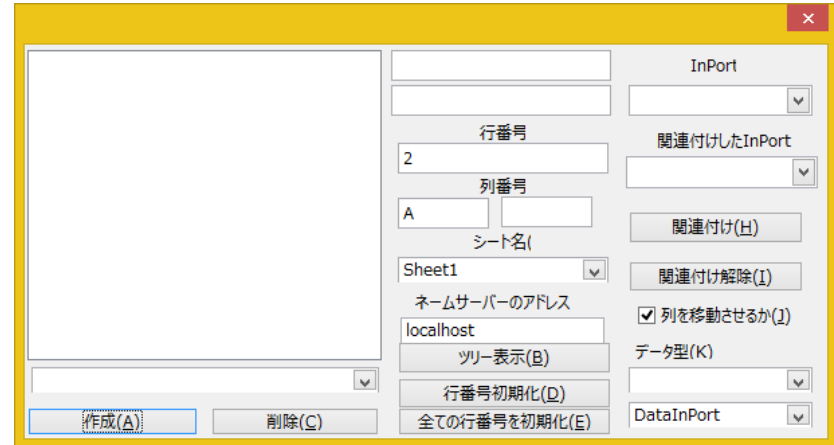 InPort
行番号
2
関連付けしたInPort
列番号
A
シート名(
関連付け(H)
Sheet1
関連付け解除(I)
ネームサーバーのアドレス
localhost
列を移動させるか(J)
ツリー表示(B)
データ型(K)
行番号初期化(D)
作成(A)
削除(C)
全ての行番号を初期化(E)
DataInPort